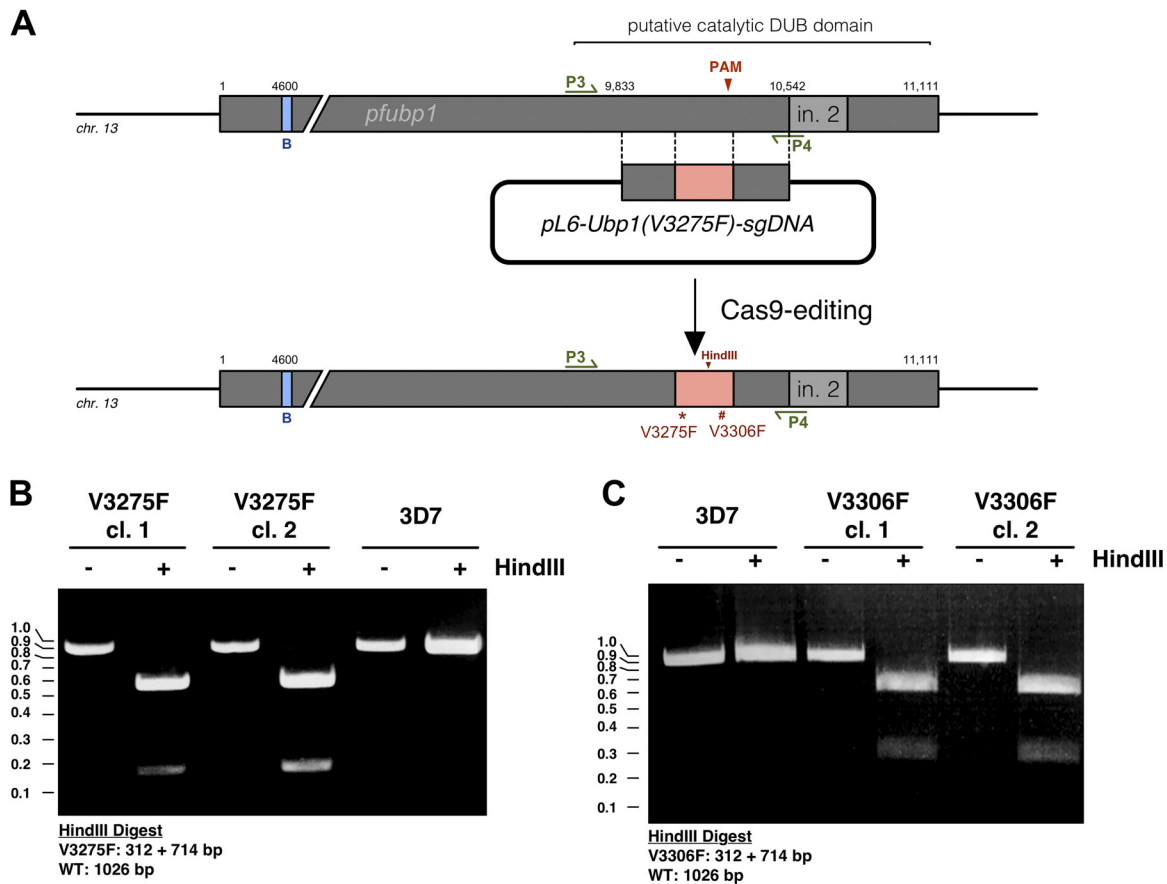 A
putative catalytic DUB domain
PAM
P3
1 4600 9,833 10,542 11,111
pfubp1
in. 2
chr. 13
B
P4
pL6-Ubp1(V3275F)-sgDNA
Cas9-editing
HindIII
P3
1 4600 11,111
in. 2
chr. 13
B
* #
P4
V3275F V3306F
B
V3275F cl. 1
V3275F cl. 2
3D7
- + - + - + HindIII
1.0
0.9
0.8
0.7
0.6
0.5
0.4
0.3
0.2
0.1
HindIII Digest
V3275F: 312 + 714 bp
WT: 1026 bp
C
3D7
V3306F cl. 1
V3306F cl. 2
- + - + - + HindIII
1.0
0.9
0.8
0.7
0.6
0.5
0.4
0.3
0.2
0.1
HindIII Digest
V3306F: 312 + 714 bp
WT: 1026 bp